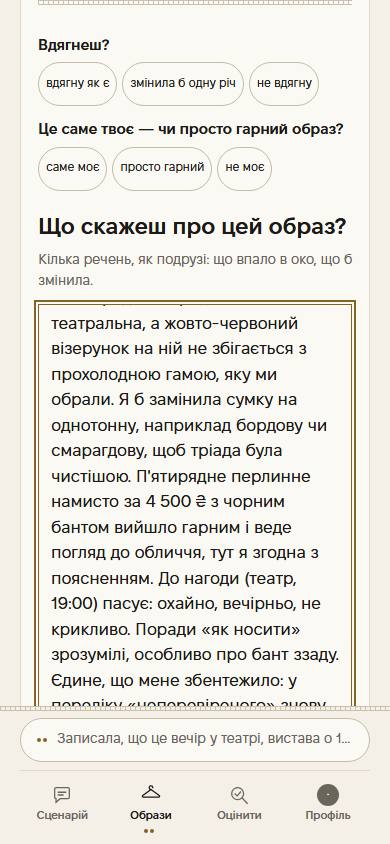 Вдягнеш?
вдягну як є
змінила б одну річ
не вдягну
Це саме твоє — чи просто гарний образ?
саме моє
просто гарний
не моє
Що скажеш про цей образ?
Кілька речень, як подрузі: що впало в око, що б
змінила.
театральна, а жовто-червоний
візерунок на ній не збігається з
прохолодною гамою, яку ми
обрали. Я б замінила сумку на
однотонну, наприклад бордову чи
смарагдову, щоб тріада була
чистішою. П'ятирядне перлинне
намисто за 4 500 ₴ з чорним
бантом вийшло гарним і веде
погляд до обличчя, тут я згодна з
поясненням. До нагоди (театр,
19:00) пасує: охайно, вечірньо, не
крикливо. Поради «як носити»
зрозумілі, особливо про бант ззаду.
Єдине, що мене збентежило: у
переліку «неперевіреного» знову
Записала, що це вечір у театрі, вистава о 1...
Сценарій
Образи
Оцінити
Профіль